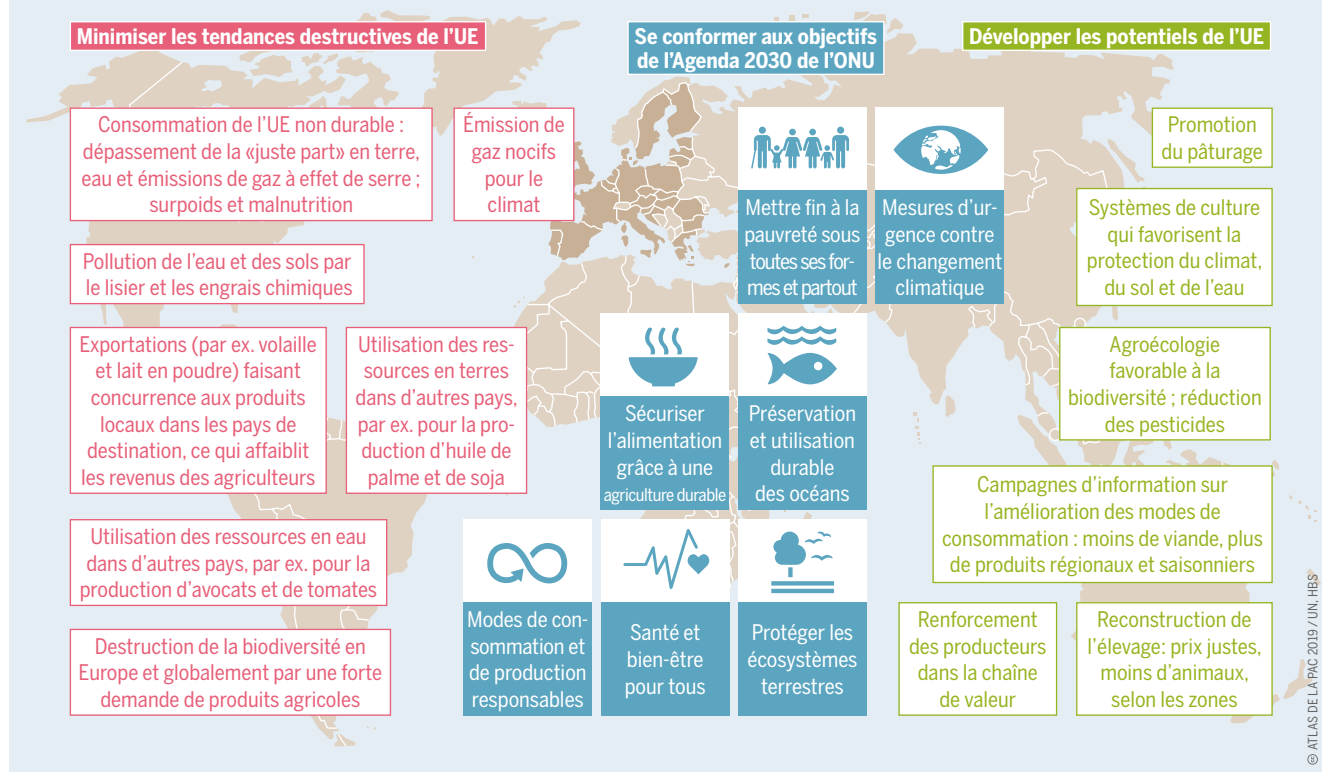 Minimiser les tendances destructives de l’UE
Consommation de l’UE non durable :
dépassement de la «juste part» en terre,
eau et émissions de gaz à effet de serre ;
surpoids et malnutrition
Émission de
gaz nocifs
pour le
climat
Pollution de l’eau et des sols par
le lisier et les engrais chimiques
Exportations (par ex. volaille
et lait en poudre) faisant
concurrence aux produits
locaux dans les pays de
destination, ce qui affaiblit
les revenus des agriculteurs
Utilisation des res-
sources en terres
dans d’autres pays,
par ex. pour la pro-
duction d’huile de
palme et de soja
Utilisation des ressources en eau
dans d’autres pays, par ex. pour la
production d’avocats et de tomates
Destruction de la biodiversité en
Europe et globalement par une forte
demande de produits agricoles
Se conformer aux objectifs
de l’Agenda 2030 de l’ONU
Mettre fin à la
pauvreté sous
toutes ses for-
mes et partout
Mesures d’ur-
gence contre
le changement
climatique
Sécuriser
l’alimentation
grâce à une
agriculture durable
Préservation
et utilisation
durable
des océans
Modes de con-
sommation et
de production
responsables
Santé et
bien-être
pour tous
Protéger les
écosystèmes
terrestres
Développer les potentiels de l’UE
Promotion
du pâturage
Systèmes de culture
qui favorisent la
protection du climat,
du sol et de l’eau
Agroécologie
favorable à la
biodiversité ; réduction
des pesticides
Campagnes d’information sur
l’amélioration des modes de
consommation : moins de viande, plus
de produits régionaux et saisonniers
Renforcement
des producteurs
dans la chaîne
de valeur
Reconstruction de
l’élevage: prix justes,
moins d’animaux,
selon les zones
© ATLAS DE LA PAC 2019 / UN, HBS